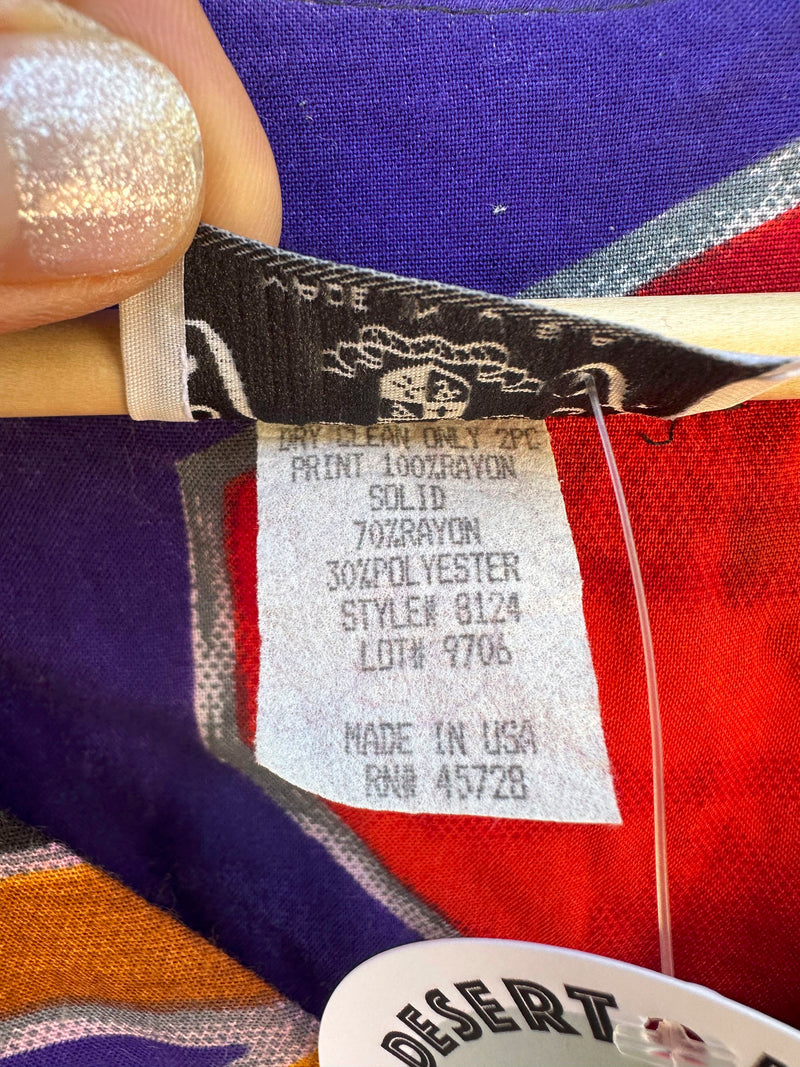 DRY CLEAN ONLY 2PC
PRINT 100%RAYON
SOLID
70%RAYON
30%POLYESTER
STYLE# 8124
LOT# 9706
MADE IN USA
RN# 45728
DESERT